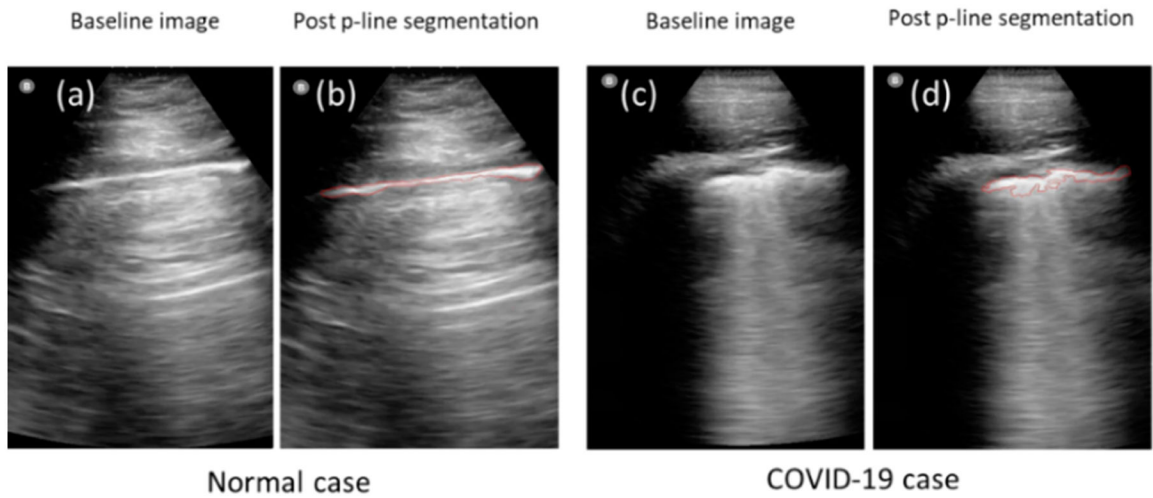 Baseline image
Post p-line segmentation
Baseline image
Post p-line segmentation
(a)
(b)
(c)
(d)
Normal case
COVID-19 case